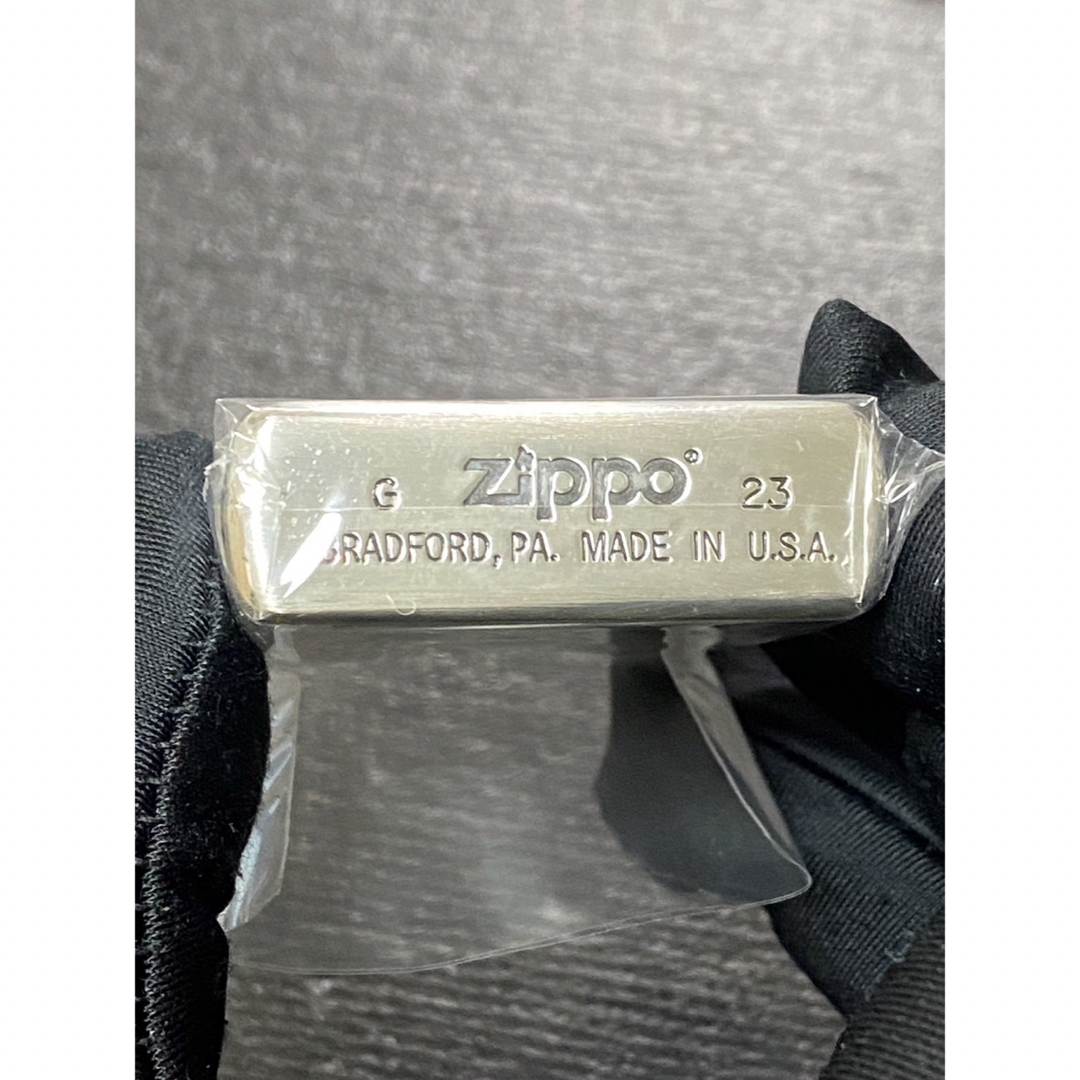 G zippo® 23
BRADFORD, PA. MADE IN U.S.A.